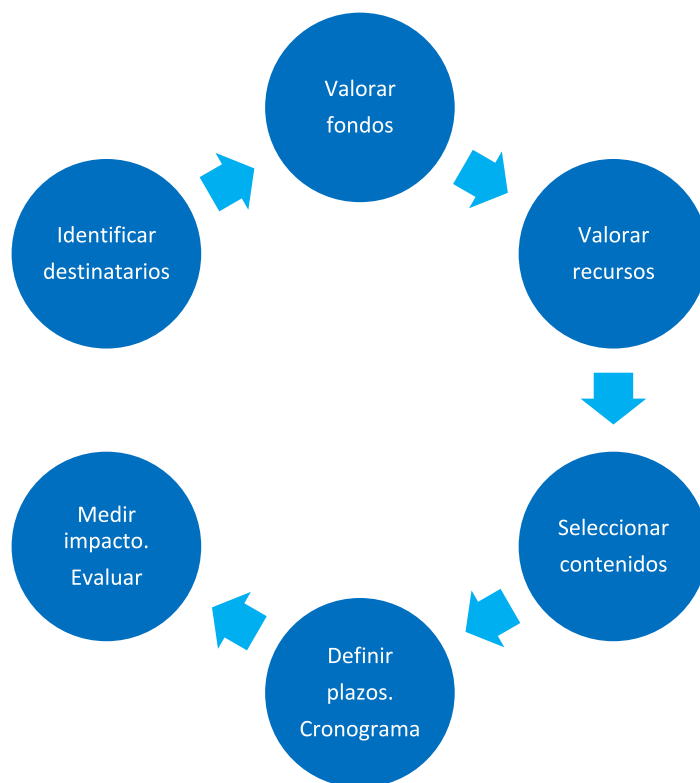 Valorar
fondos
Identificar
destinatarios
Valorar
recursos
Medir
impacto.
Evaluar
Seleccionar
contenidos
Definir
plazos.
Cronograma